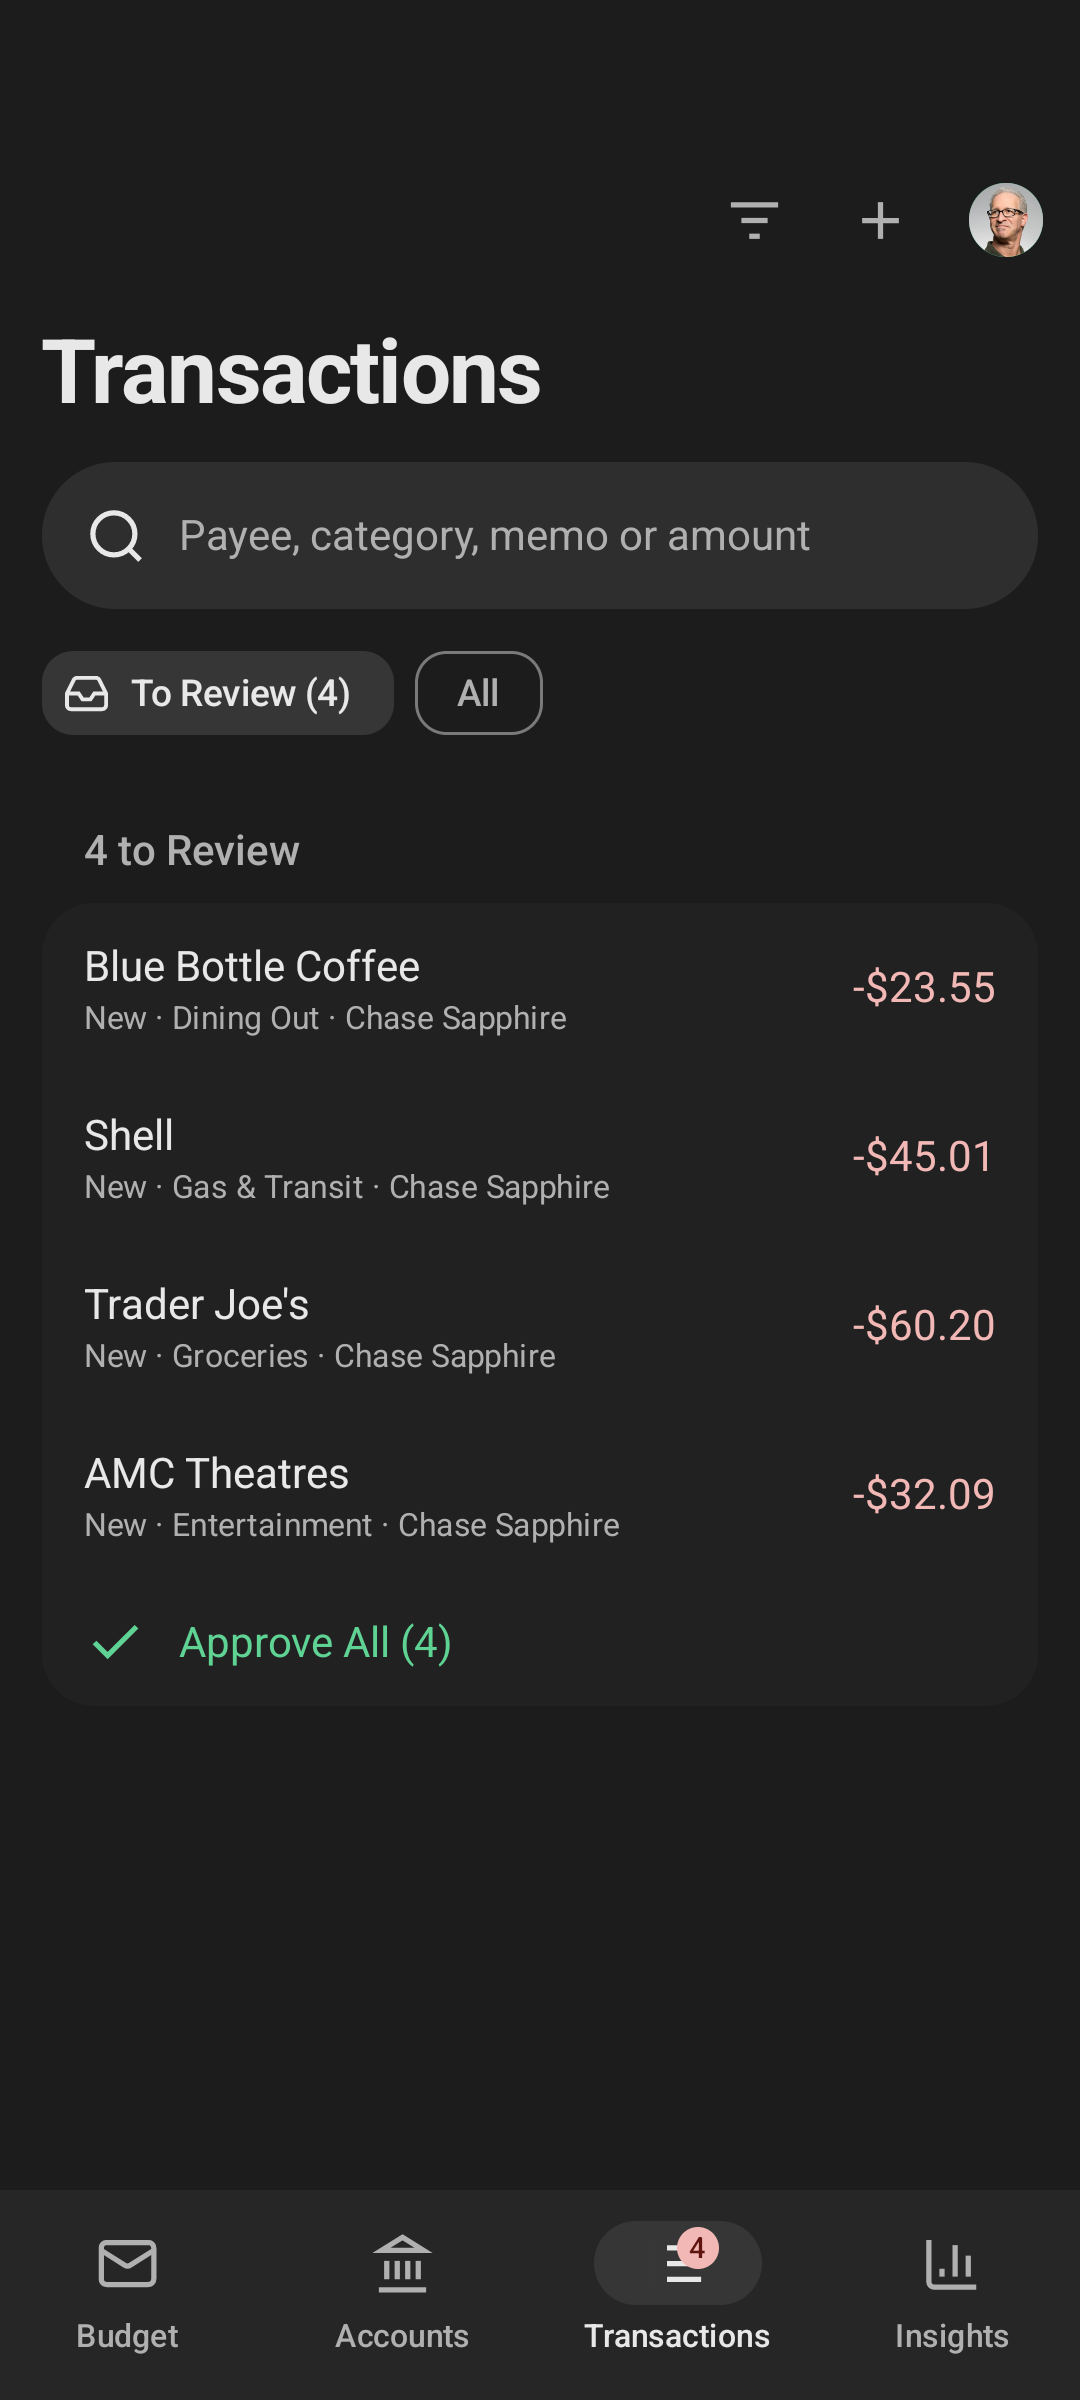 Transactions
Payee, category, memo or amount
To Review (4)
All
4 to Review
Blue Bottle Coffee
-$23.55
New · Dining Out · Chase Sapphire
Shell
-$45.01
New · Gas & Transit · Chase Sapphire
Trader Joe's
-$60.20
New · Groceries · Chase Sapphire
AMC Theatres
-$32.09
New · Entertainment · Chase Sapphire
Approve All (4)
4
Budget
Accounts
Transactions
Insights